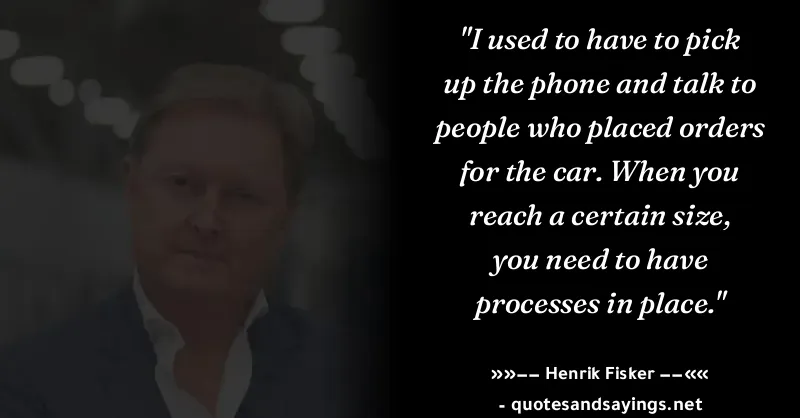 "I used to have to pick
up the phone and talk to
people who placed orders
for the car. When you
reach a certain size,
you need to have
processes in place."
»»−− Henrik Fisker −−««
- quotesandsayings.net